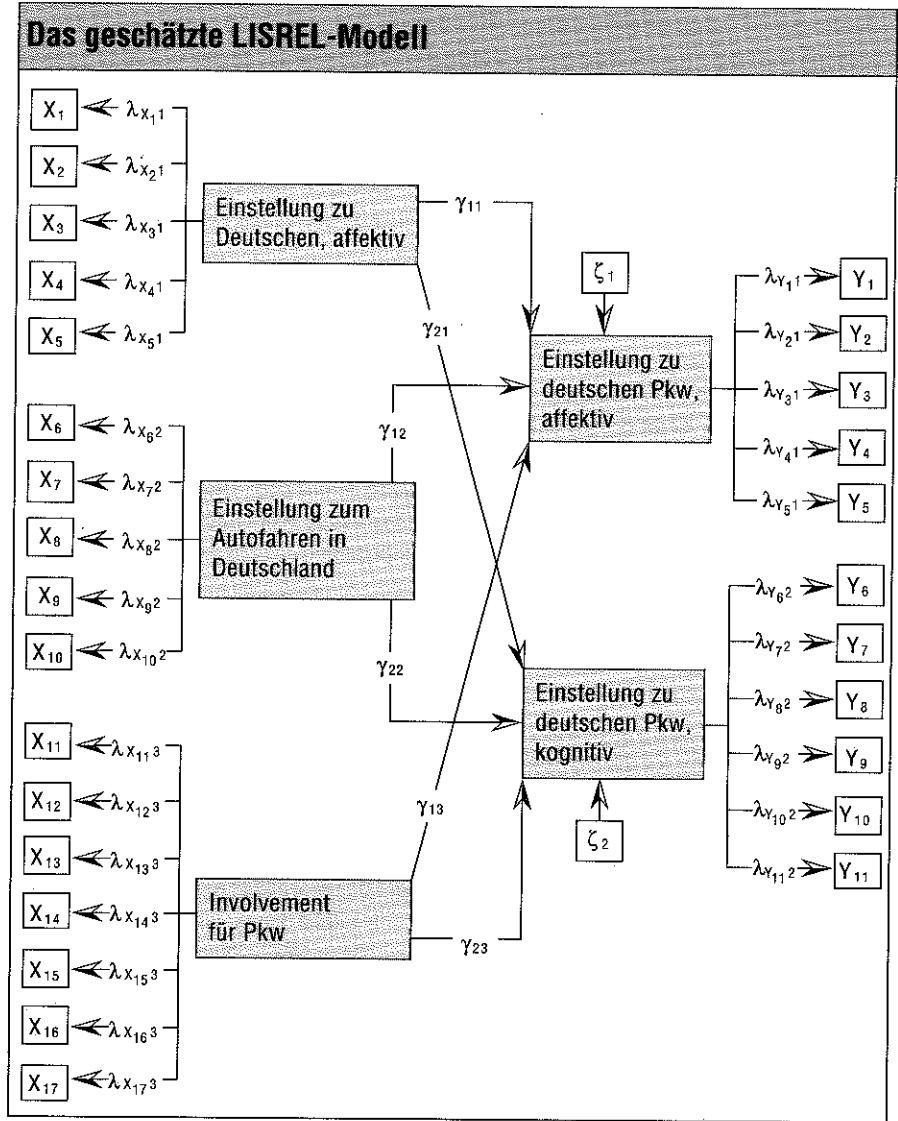 Das geschätzte LISREL-Modell
X₁ λX₁1
X₂ λX₂1
X₃ λX₃1
X₄ λX₄1
X₅ λX₅1
Einstellung zu
Deutschen, affektiv
γ₁₁
γ₂₁
ζ₁
Einstellung zu
deutschen Pkw,
affektiv
λY₁1 Y₁
λY₂1 Y₂
λY₃1 Y₃
λY₄1 Y₄
λY₅1 Y₅
X₆ λX₆2
X₇ λX₇2
X₈ λX₈2
X₉ λX₉2
X₁₀ λX₁₀2
Einstellung zum
Autofahren in
Deutschland
γ₁₂
γ₂₂
Einstellung zu
deutschen Pkw,
kognitiv
ζ₂
λY₆2 Y₆
λY₇2 Y₇
λY₈2 Y₈
λY₉2 Y₉
λY₁₀2 Y₁₀
λY₁₁2 Y₁₁
X₁₁ λX₁₁3
X₁₂ λX₁₂3
X₁₃ λX₁₃3
X₁₄ λX₁₄3
X₁₅ λX₁₅3
X₁₆ λX₁₆3
X₁₇ λX₁₇3
Involvement
für Pkw
γ₁₃
γ₂₃